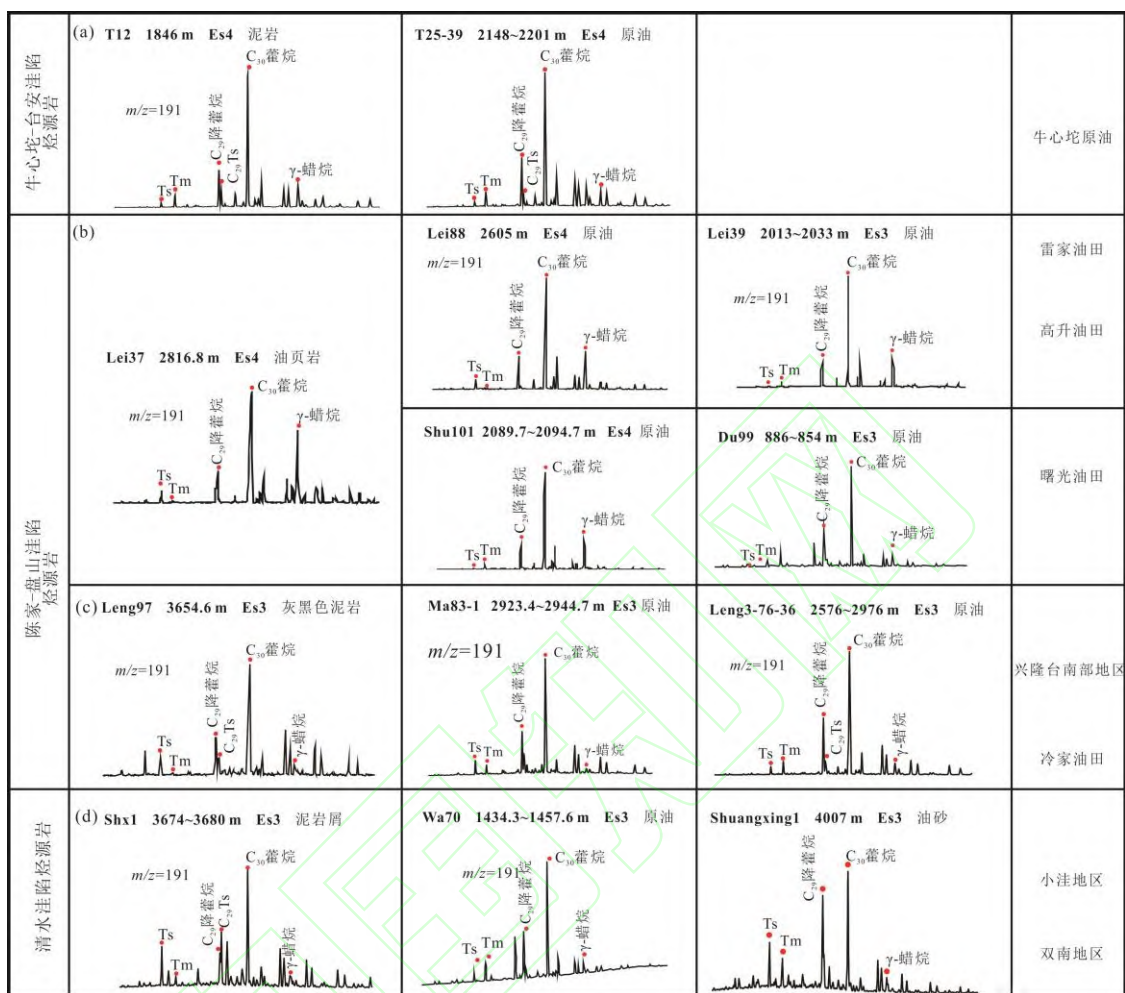 牛心坨-台安洼陷
烃源岩
(a) T12 1846 m Es4 泥岩
m/z=191
Ts
Tm
C29降藿烷
C29Ts
C30藿烷
γ-蜡烷
T25-39 2148~2201 m Es4 原油
Ts
Tm
C29降藿烷
C29Ts
C30藿烷
γ-蜡烷
牛心坨原油
陈家-盘山洼陷
烃源岩
(b)
Lei37 2816.8 m Es4 油页岩
m/z=191
Ts
Tm
C29降藿烷
C30藿烷
γ-蜡烷
Lei88 2605 m Es4 原油
m/z=191
Ts
Tm
C29降藿烷
C30藿烷
γ-蜡烷
Lei39 2013~2033 m Es3 原油
m/z=191
Ts
Tm
C29降藿烷
C30藿烷
γ-蜡烷
雷家油田
高升油田
Shu101 2089.7~2094.7 m Es4 原油
Ts
Tm
C29降藿烷
C30藿烷
γ-蜡烷
Du99 886~854 m Es3 原油
Ts
Tm
C29降藿烷
C30藿烷
γ-蜡烷
曙光油田
(c) Leng97 3654.6 m Es3 灰黑色泥岩
m/z=191
Ts
Tm
C29降藿烷
C29Ts
C30藿烷
γ-蜡烷
Ma83-1 2923.4~2944.7 m Es3 原油
m/z=191
Ts
Tm
C29降藿烷
C30藿烷
γ-蜡烷
Leng3-76-36 2576~2976 m Es3 原油
m/z=191
Ts
Tm
C29降藿烷
C29Ts
C30藿烷
γ-蜡烷
兴隆台南部地区
冷家油田
清水洼陷烃源岩
(d) Shx1 3674~3680 m Es3 泥岩屑
m/z=191
Ts
Tm
C29降藿烷
C29Ts
C30藿烷
γ-蜡烷
Wa70 1434.3~1457.6 m Es3 原油
m/z=191
Ts
Tm
C29降藿烷
C30藿烷
γ-蜡烷
Shuangxing1 4007 m Es3 油砂
Ts
Tm
C29降藿烷
C30藿烷
γ-蜡烷
小洼地区
双南地区